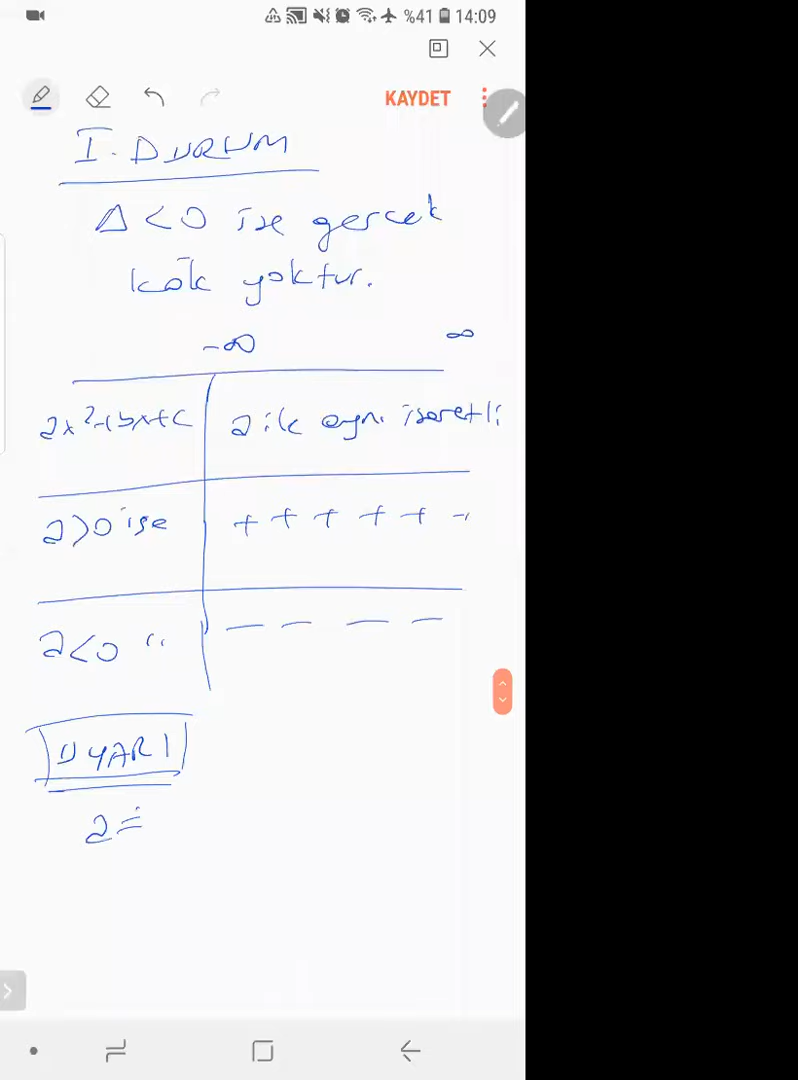 %41 14:09
KAYDET
I. DURUM
Δ<0 ise gerçek
kök yoktur.
-∞ ∞
ax²+bx+c a ile aynı işaretli
a>0 ise + + + + + +
a<0 " — — — —
UYARI
a =